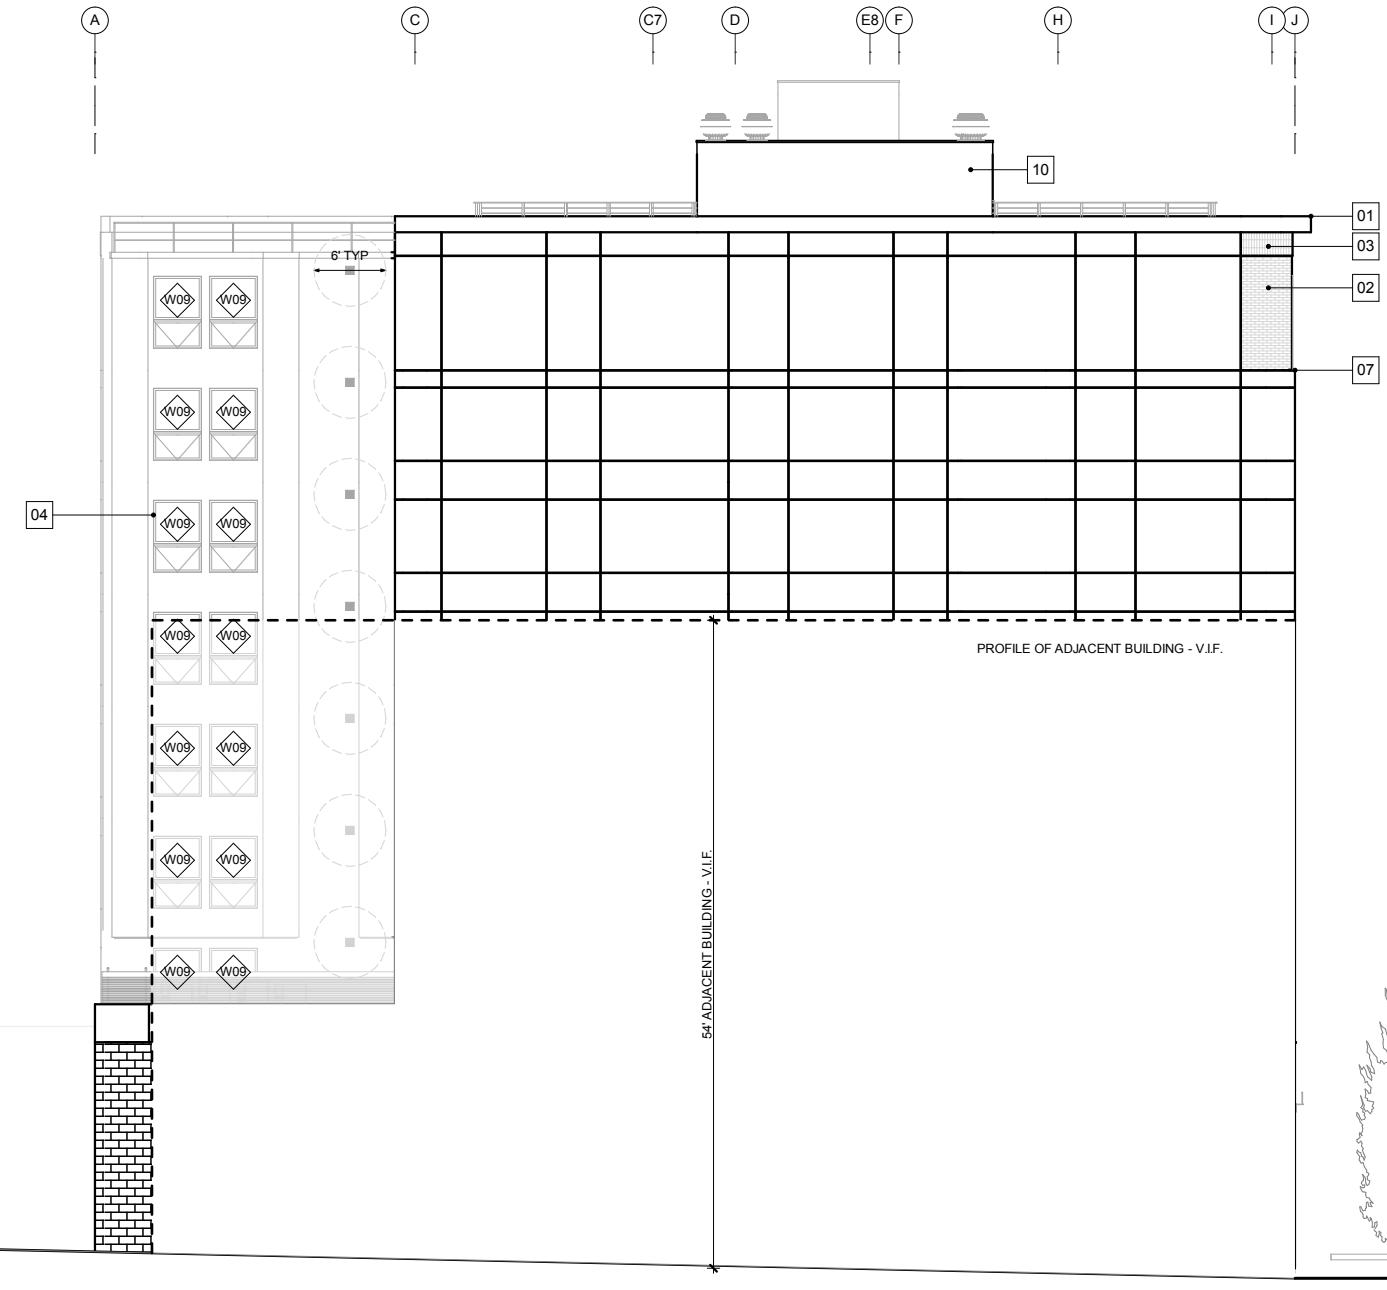 A
C
C7
D
E8
F
H
I
J
10
01
03
02
07
04
6' TYP
W09 W09
W09 W09
W09 W09
W09 W09
W09 W09
W09 W09
W09 W09
PROFILE OF ADJACENT BUILDING - V.I.F.
54' ADJACENT BUILDING - V.I.F.